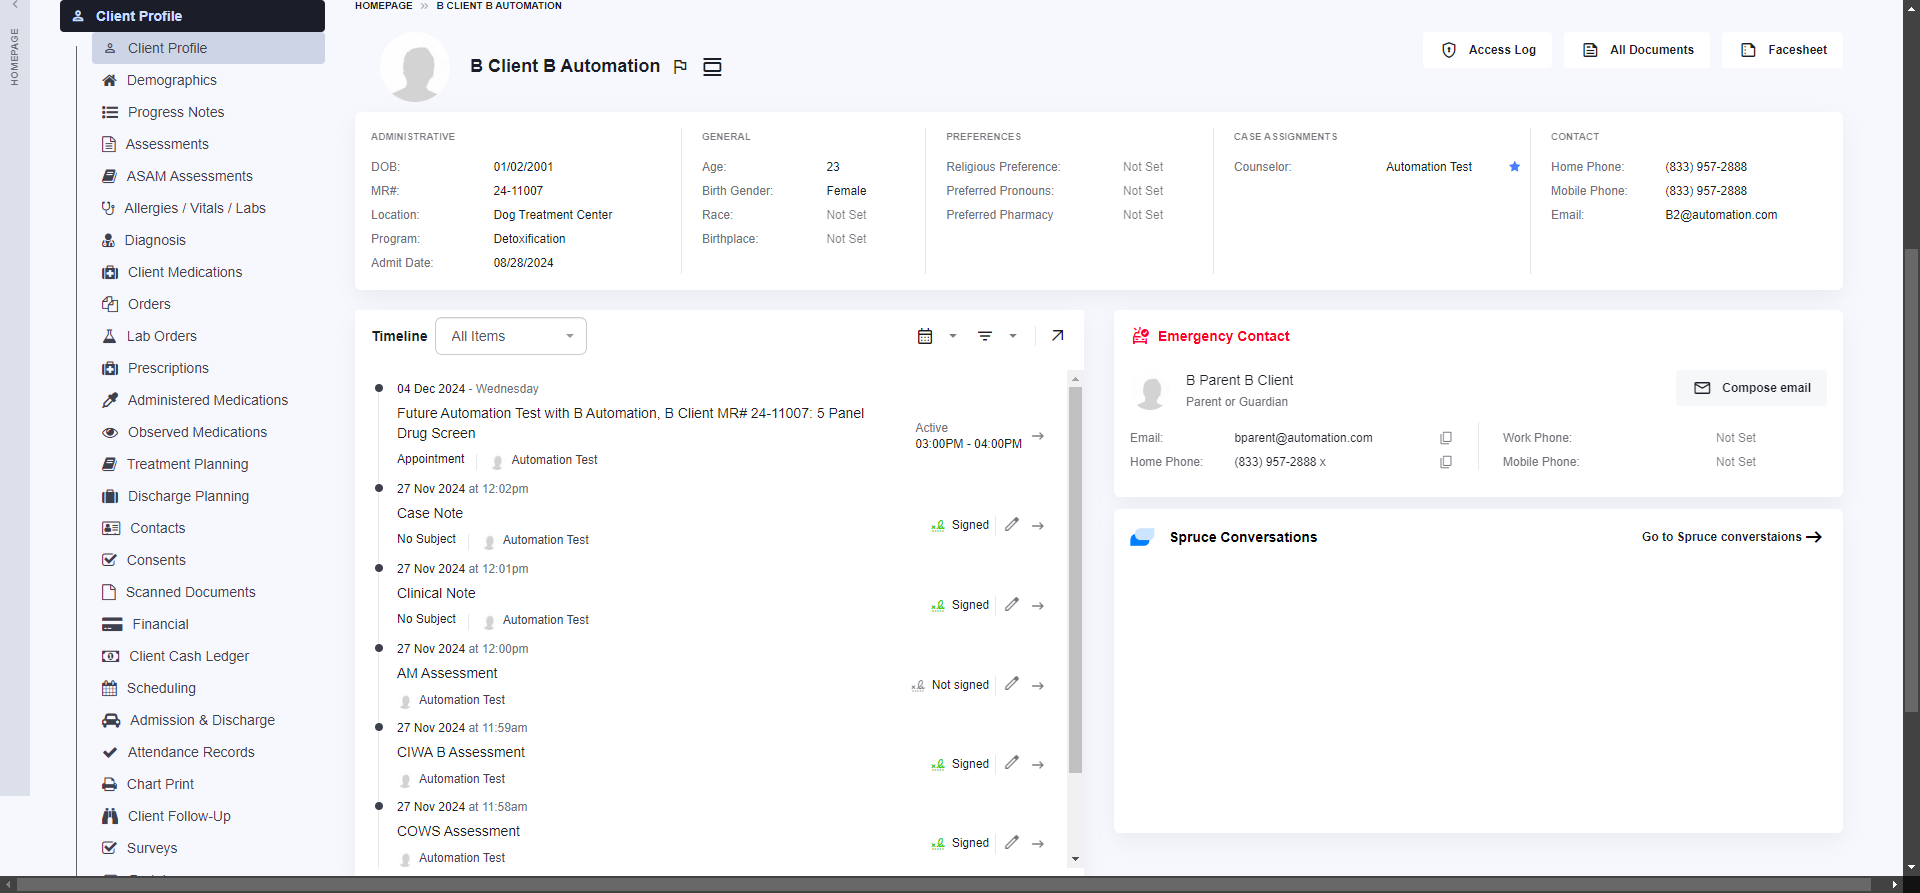 HOMEPAGE
Client Profile
Client Profile
Demographics
Progress Notes
Assessments
ASAM Assessments
Allergies / Vitals / Labs
Diagnosis
Client Medications
Orders
Lab Orders
Prescriptions
Administered Medications
Observed Medications
Treatment Planning
Discharge Planning
Contacts
Consents
Scanned Documents
Financial
Client Cash Ledger
Scheduling
Admission & Discharge
Attendance Records
Chart Print
Client Follow-Up
Surveys
HOMEPAGE » B CLIENT B AUTOMATION
B Client B Automation
Access Log
All Documents
Facesheet
ADMINISTRATIVE
DOB: 01/02/2001
MR#: 24-11007
Location: Dog Treatment Center
Program: Detoxification
Admit Date: 08/28/2024
GENERAL
Age: 23
Birth Gender: Female
Race: Not Set
Birthplace: Not Set
PREFERENCES
Religious Preference: Not Set
Preferred Pronouns: Not Set
Preferred Pharmacy Not Set
CASE ASSIGNMENTS
Counselor: Automation Test
CONTACT
Home Phone: (833) 957-2888
Mobile Phone: (833) 957-2888
Email: B2@automation.com
Timeline All Items
04 Dec 2024 - Wednesday
Future Automation Test with B Automation, B Client MR# 24-11007: 5 Panel
Drug Screen
Appointment Automation Test
Active
03:00PM - 04:00PM
27 Nov 2024 at 12:02pm
Case Note
No Subject Automation Test
Signed
27 Nov 2024 at 12:01pm
Clinical Note
No Subject Automation Test
Signed
27 Nov 2024 at 12:00pm
AM Assessment
Automation Test
Not signed
27 Nov 2024 at 11:59am
CIWA B Assessment
Automation Test
Signed
27 Nov 2024 at 11:58am
COWS Assessment
Automation Test
Signed
Emergency Contact
B Parent B Client
Parent or Guardian
Compose email
Email: bparent@automation.com
Home Phone: (833) 957-2888 x
Work Phone: Not Set
Mobile Phone: Not Set
Spruce Conversations
Go to Spruce converstaions